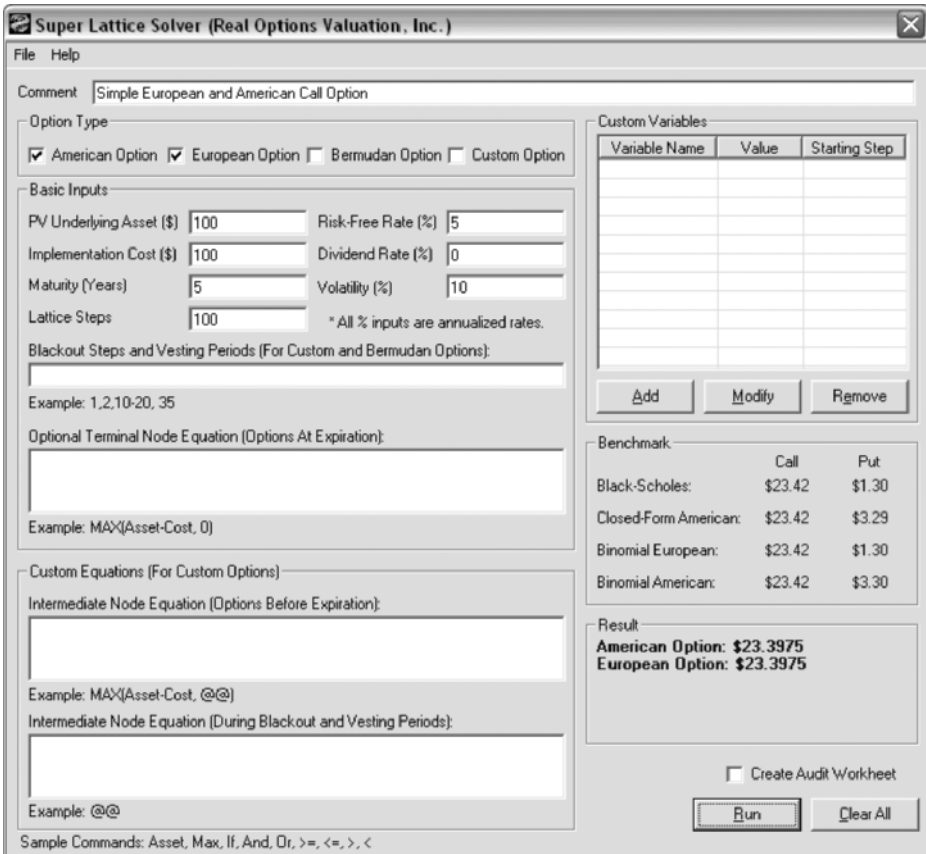 Super Lattice Solver (Real Options Valuation, Inc.)
File Help
Comment Simple European and American Call Option
Option Type
American Option European Option Bermudan Option Custom Option
Basic Inputs
PV Underlying Asset ($) 100 Risk-Free Rate (%) 5
Implementation Cost ($) 100 Dividend Rate (%) 0
Maturity (Years) 5 Volatility (%) 10
Lattice Steps 100 * All % inputs are annualized rates.
Blackout Steps and Vesting Periods (For Custom and Bermudan Options):
Example: 1,2,10-20, 35
Optional Terminal Node Equation (Options At Expiration):
Example: MAX(Asset-Cost, 0)
Custom Equations (For Custom Options)
Intermediate Node Equation (Options Before Expiration):
Example: MAX(Asset-Cost, @@)
Intermediate Node Equation (During Blackout and Vesting Periods):
Example: @@
Sample Commands: Asset, Max, If, And, Or, >=, <=, >, <
Custom Variables
Variable Name Value Starting Step
Add Modify Remove
Benchmark
Call Put
Black-Scholes: $23.42 $1.30
Closed-Form American: $23.42 $3.29
Binomial European: $23.42 $1.30
Binomial American: $23.42 $3.30
Result
American Option: $23.3975
European Option: $23.3975
Create Audit Workheet
Run Clear All